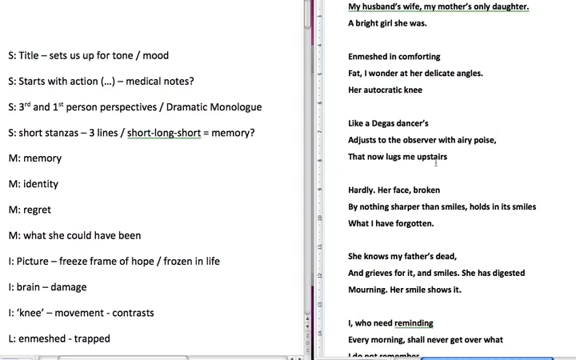 S: Title – sets us up for tone / mood
S: Starts with action (...) – medical notes?
S: 3rd and 1st person perspectives / Dramatic Monologue
S: short stanzas – 3 lines / short-long-short = memory?
M: memory
M: identity
M: regret
M: what she could have been
I: Picture – freeze frame of hope / frozen in life
I: brain – damage
I: ‘knee’ – movement - contrasts
L: enmeshed - trapped
My husband’s wife, my mother’s only daughter.
A bright girl she was.
Enmeshed in comforting
Fat, I wonder at her delicate angles.
Her autocratic knee
Like a Degas dancer’s
Adjusts to the observer with airy poise,
That now lugs me upstairs
Hardly. Her face, broken
By nothing sharper than smiles, holds in its smiles
What I have forgotten.
She knows my father’s dead,
And grieves for it, and smiles. She has digested
Mourning. Her smile shows it.
I, who need reminding
Every morning, shall never get over what
I do not remember